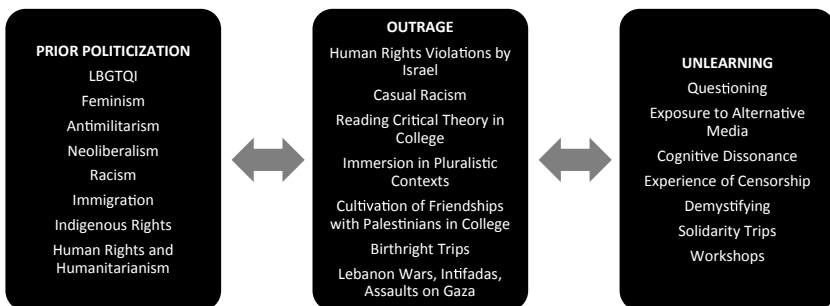 PRIOR POLITICIZATION
LBGTQI
Feminism
Antimilitarism
Neoliberalism
Racism
Immigration
Indigenous Rights
Human Rights and
Humanitarianism
OUTRAGE
Human Rights Violations by
Israel
Casual Racism
Reading Critical Theory in
College
Immersion in Pluralistic
Contexts
Cultivation of Friendships
with Palestinians in College
Birthright Trips
Lebanon Wars, Intifadas,
Assaults on Gaza
UNLEARNING
Questioning
Exposure to Alternative
Media
Cognitive Dissonance
Experience of Censorship
Demystifying
Solidarity Trips
Workshops